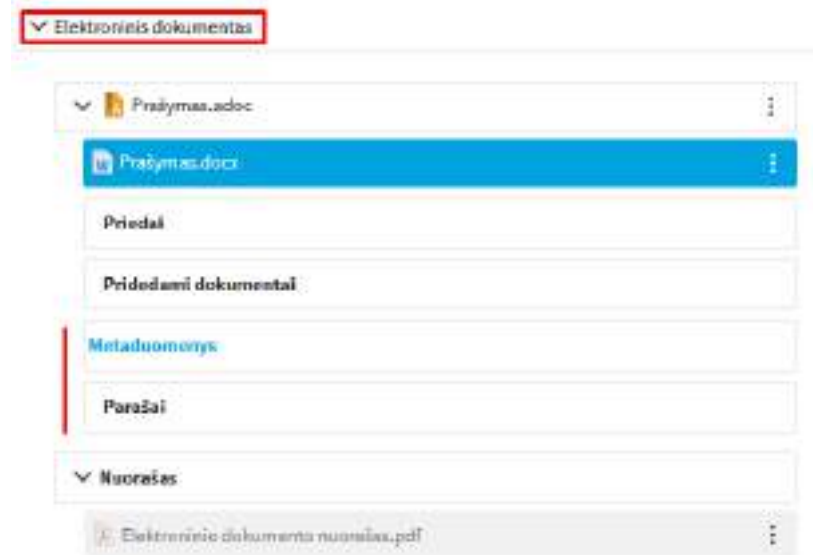 Elektroninis dokumentas
Prašymas.adoc
Prašymas.docx
Priedai
Pridedami dokumentai
Metaduomenys
Parašai
Nuorašas
Elektroninio dokumento nuorašas.pdf